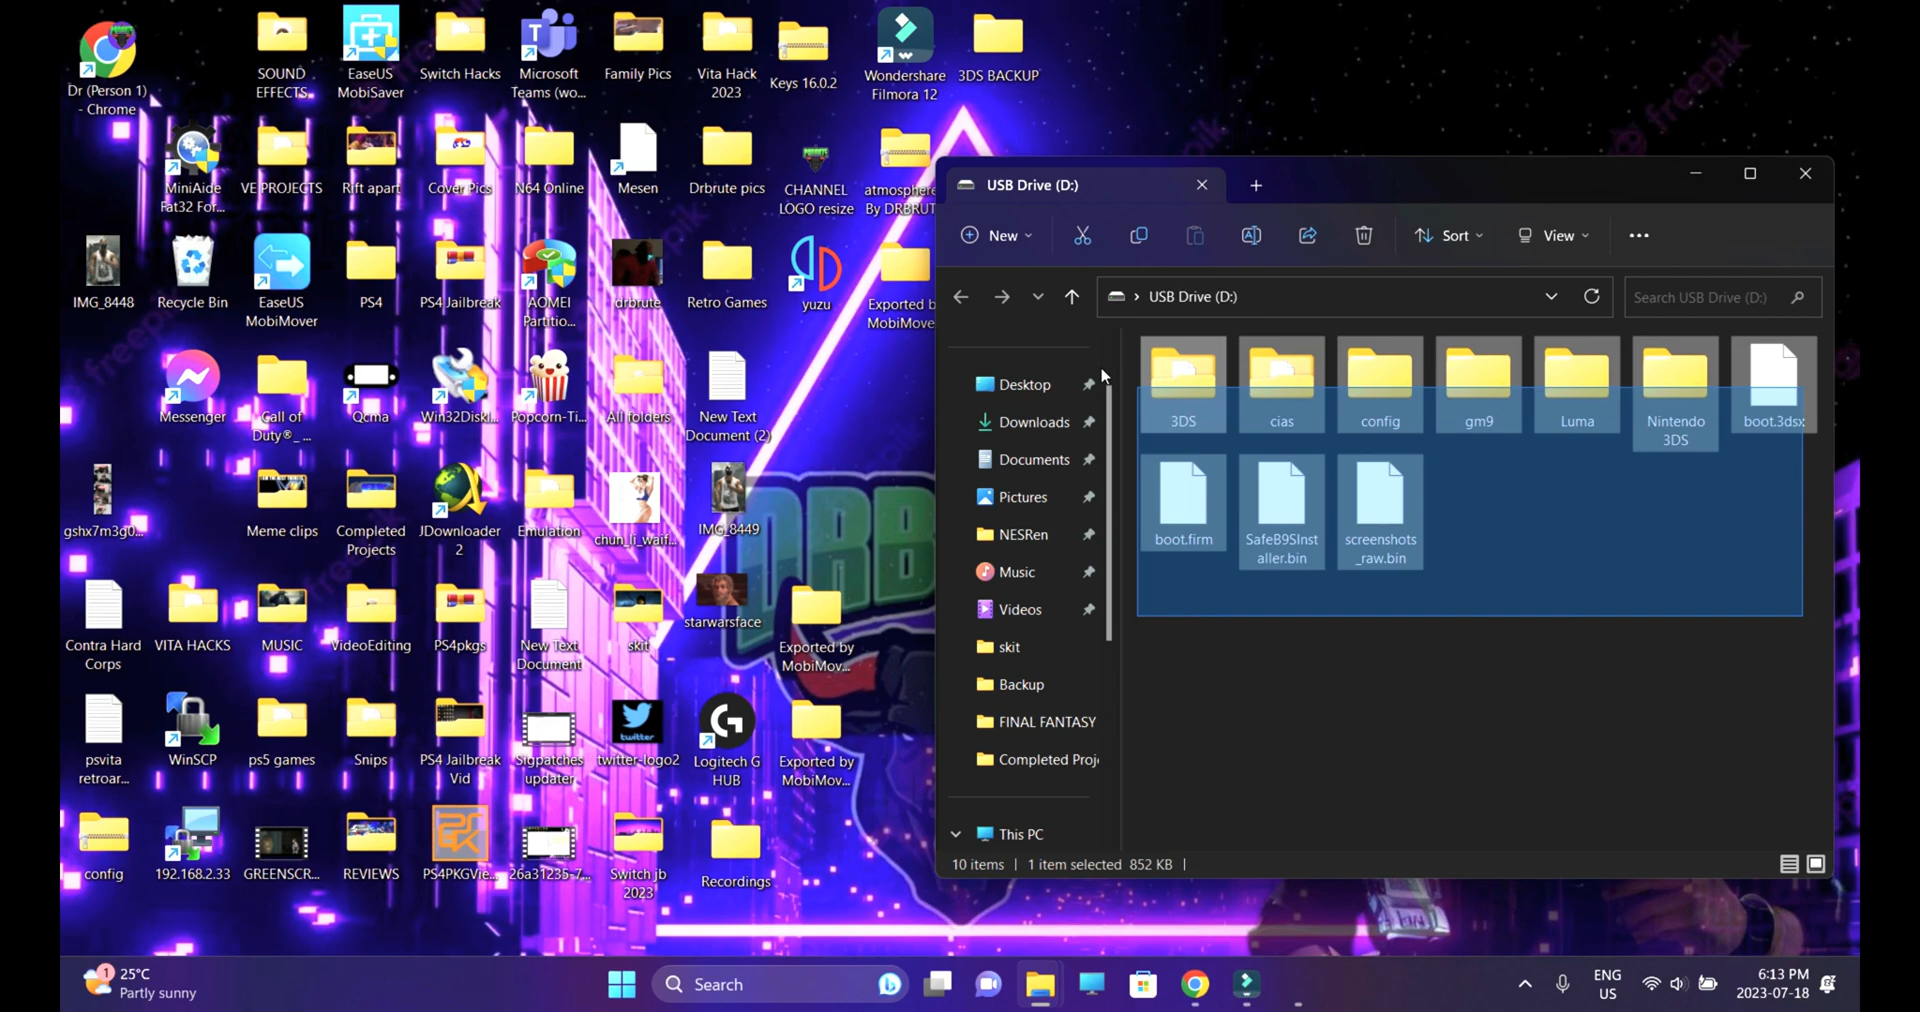 Dr (Person 1)
- Chrome
SOUND
EFFECTS
EaseUS
MobiSaver
Switch Hacks
Microsoft
Teams (wo...
Family Pics
Vita Hack
2023
Keys 16.0.2
Wondershare
Filmora 12
3DS BACKUP
MiniAide
Fat32 For...
VE PROJECTS
Rift apart
Cover Pics
N64 Online
Mesen
Drbrute pics
CHANNEL
LOGO resize
atmosphere
By DRBRUT
IMG_8448
Recycle Bin
EaseUS
MobiMover
PS4
PS4 Jailbreak
AOMEI
Partitio...
drbrute
Retro Games
yuzu
Exported b
MobiMove
Messenger
Call of
Duty®_ ...
Qcma
Win32Diskl...
Popcorn-Ti...
All folders
New Text
Document (2)
gshx7m3g0...
Meme clips
Completed
Projects
JDownloader
2
Emulation
chun_li_waif...
IMG_8449
Contra Hard
Corps
VITA HACKS
MUSIC
VideoEditing
PS4pkgs
New Text
Document
skit
starwarsface
Exported by
MobiMov...
psvita
retroar...
WinSCP
ps5 games
Snips
PS4 Jailbreak
Vid
Sigpatches
updater
twitter
twitter-logo2
Logitech G
HUB
Exported by
MobiMov...
config
192.168.2.33
GREENSCR...
REVIEWS
PS4PKGVie...
26a31235-7...
Switch jb
2023
Recordings
DRB
freepik
USB Drive (D:)
New
Sort
View
USB Drive (D:)
Search USB Drive (D:)
Desktop
Downloads
Documents
Pictures
NESRen
Music
Videos
skit
Backup
FINAL FANTASY
Completed Proj
This PC
3DS
cias
config
gm9
Luma
Nintendo
3DS
boot.3dsx
boot.firm
SafeB9SInst
aller.bin
screenshots
_raw.bin
10 items
1 item selected 852 KB
1
25°C
Partly sunny
Search
ENG
US
6:13 PM
2023-07-18